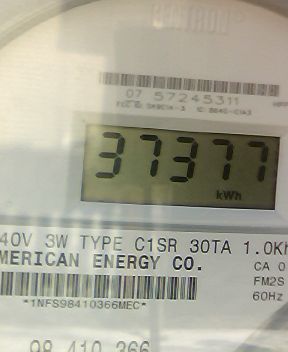 07 57245311
37377
kWh
40V 3W TYPE C1SR 30TA 1.0Kh
MERICAN ENERGY CO.
CA 0
FM2S
60Hz
*1NFS98410366MEC*
98 410 366